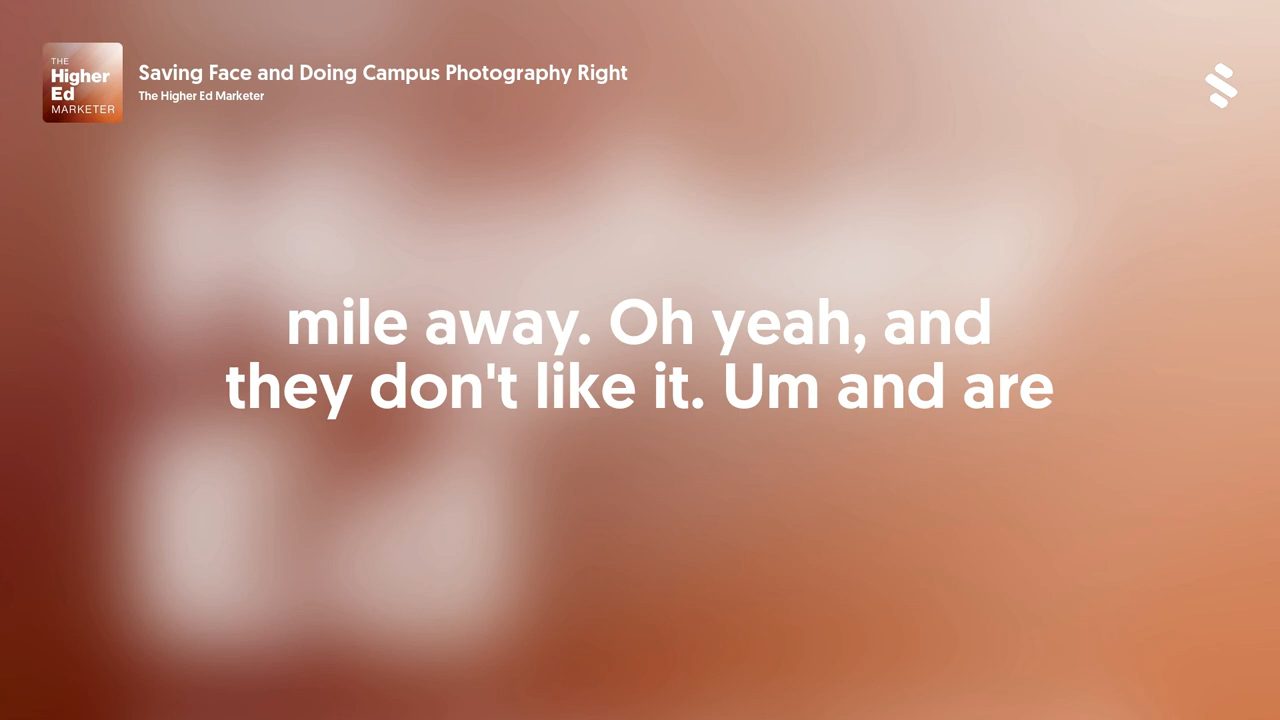 THE
Higher
Ed
MARKETER
Saving Face and Doing Campus Photography Right
The Higher Ed Marketer
mile away. Oh yeah, and
they don't like it. Um and are